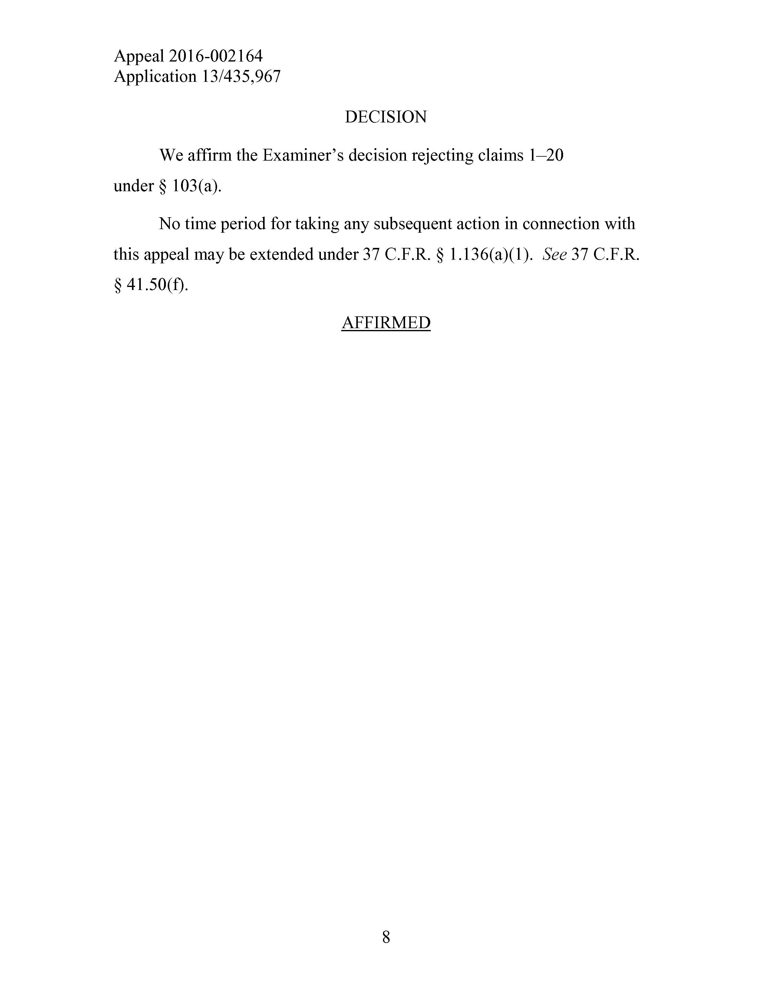 Appeal 2016-002164
Application 13/435,967
DECISION
We affirm the Examiner’s decision rejecting claims 1–20
under § 103(a).
No time period for taking any subsequent action in connection with
this appeal may be extended under 37 C.F.R. § 1.136(a)(1).  See 37 C.F.R.
§ 41.50(f).
AFFIRMED
8